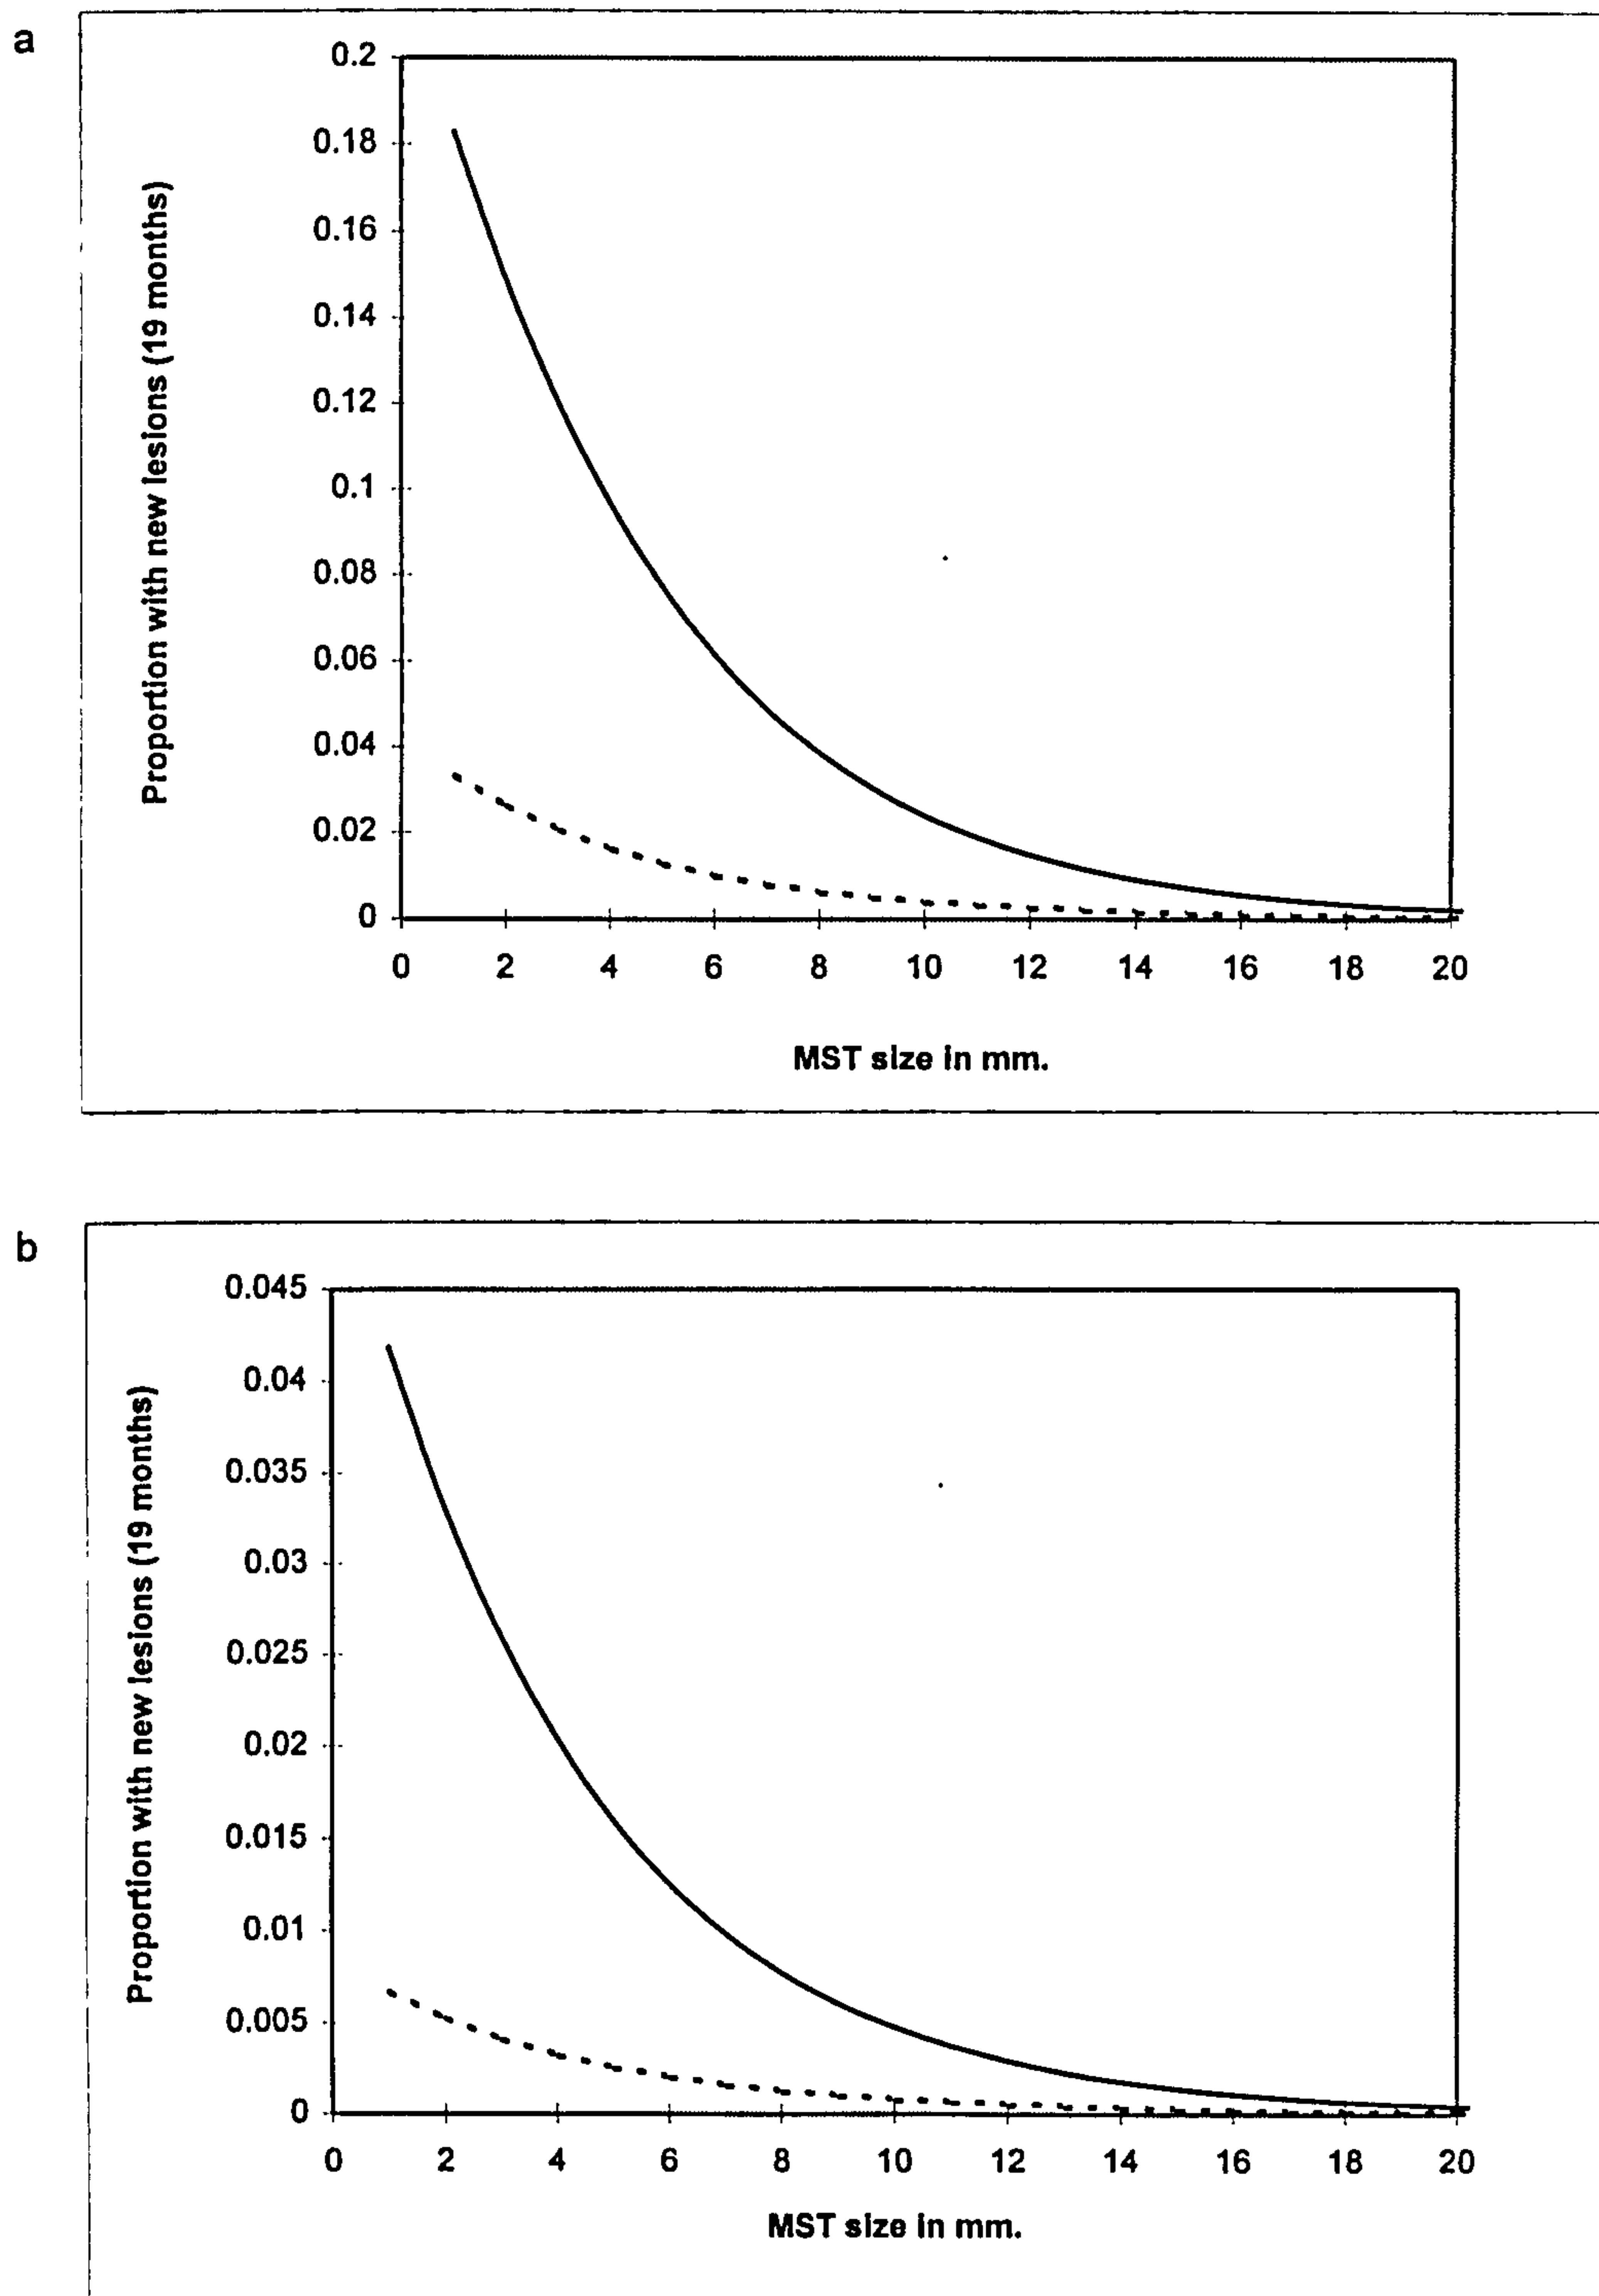 a
Proportion with new lesions (19 months)
0.2
0.18
0.16
0.14
0.12
0.1
0.08
0.06
0.04
0.02
0
0 2 4 6 8 10 12 14 16 18 20
MST size in mm.
b
Proportion with new lesions (19 months)
0.045
0.04
0.035
0.03
0.025
0.02
0.015
0.01
0.005
0
0 2 4 6 8 10 12 14 16 18 20
MST size in mm.